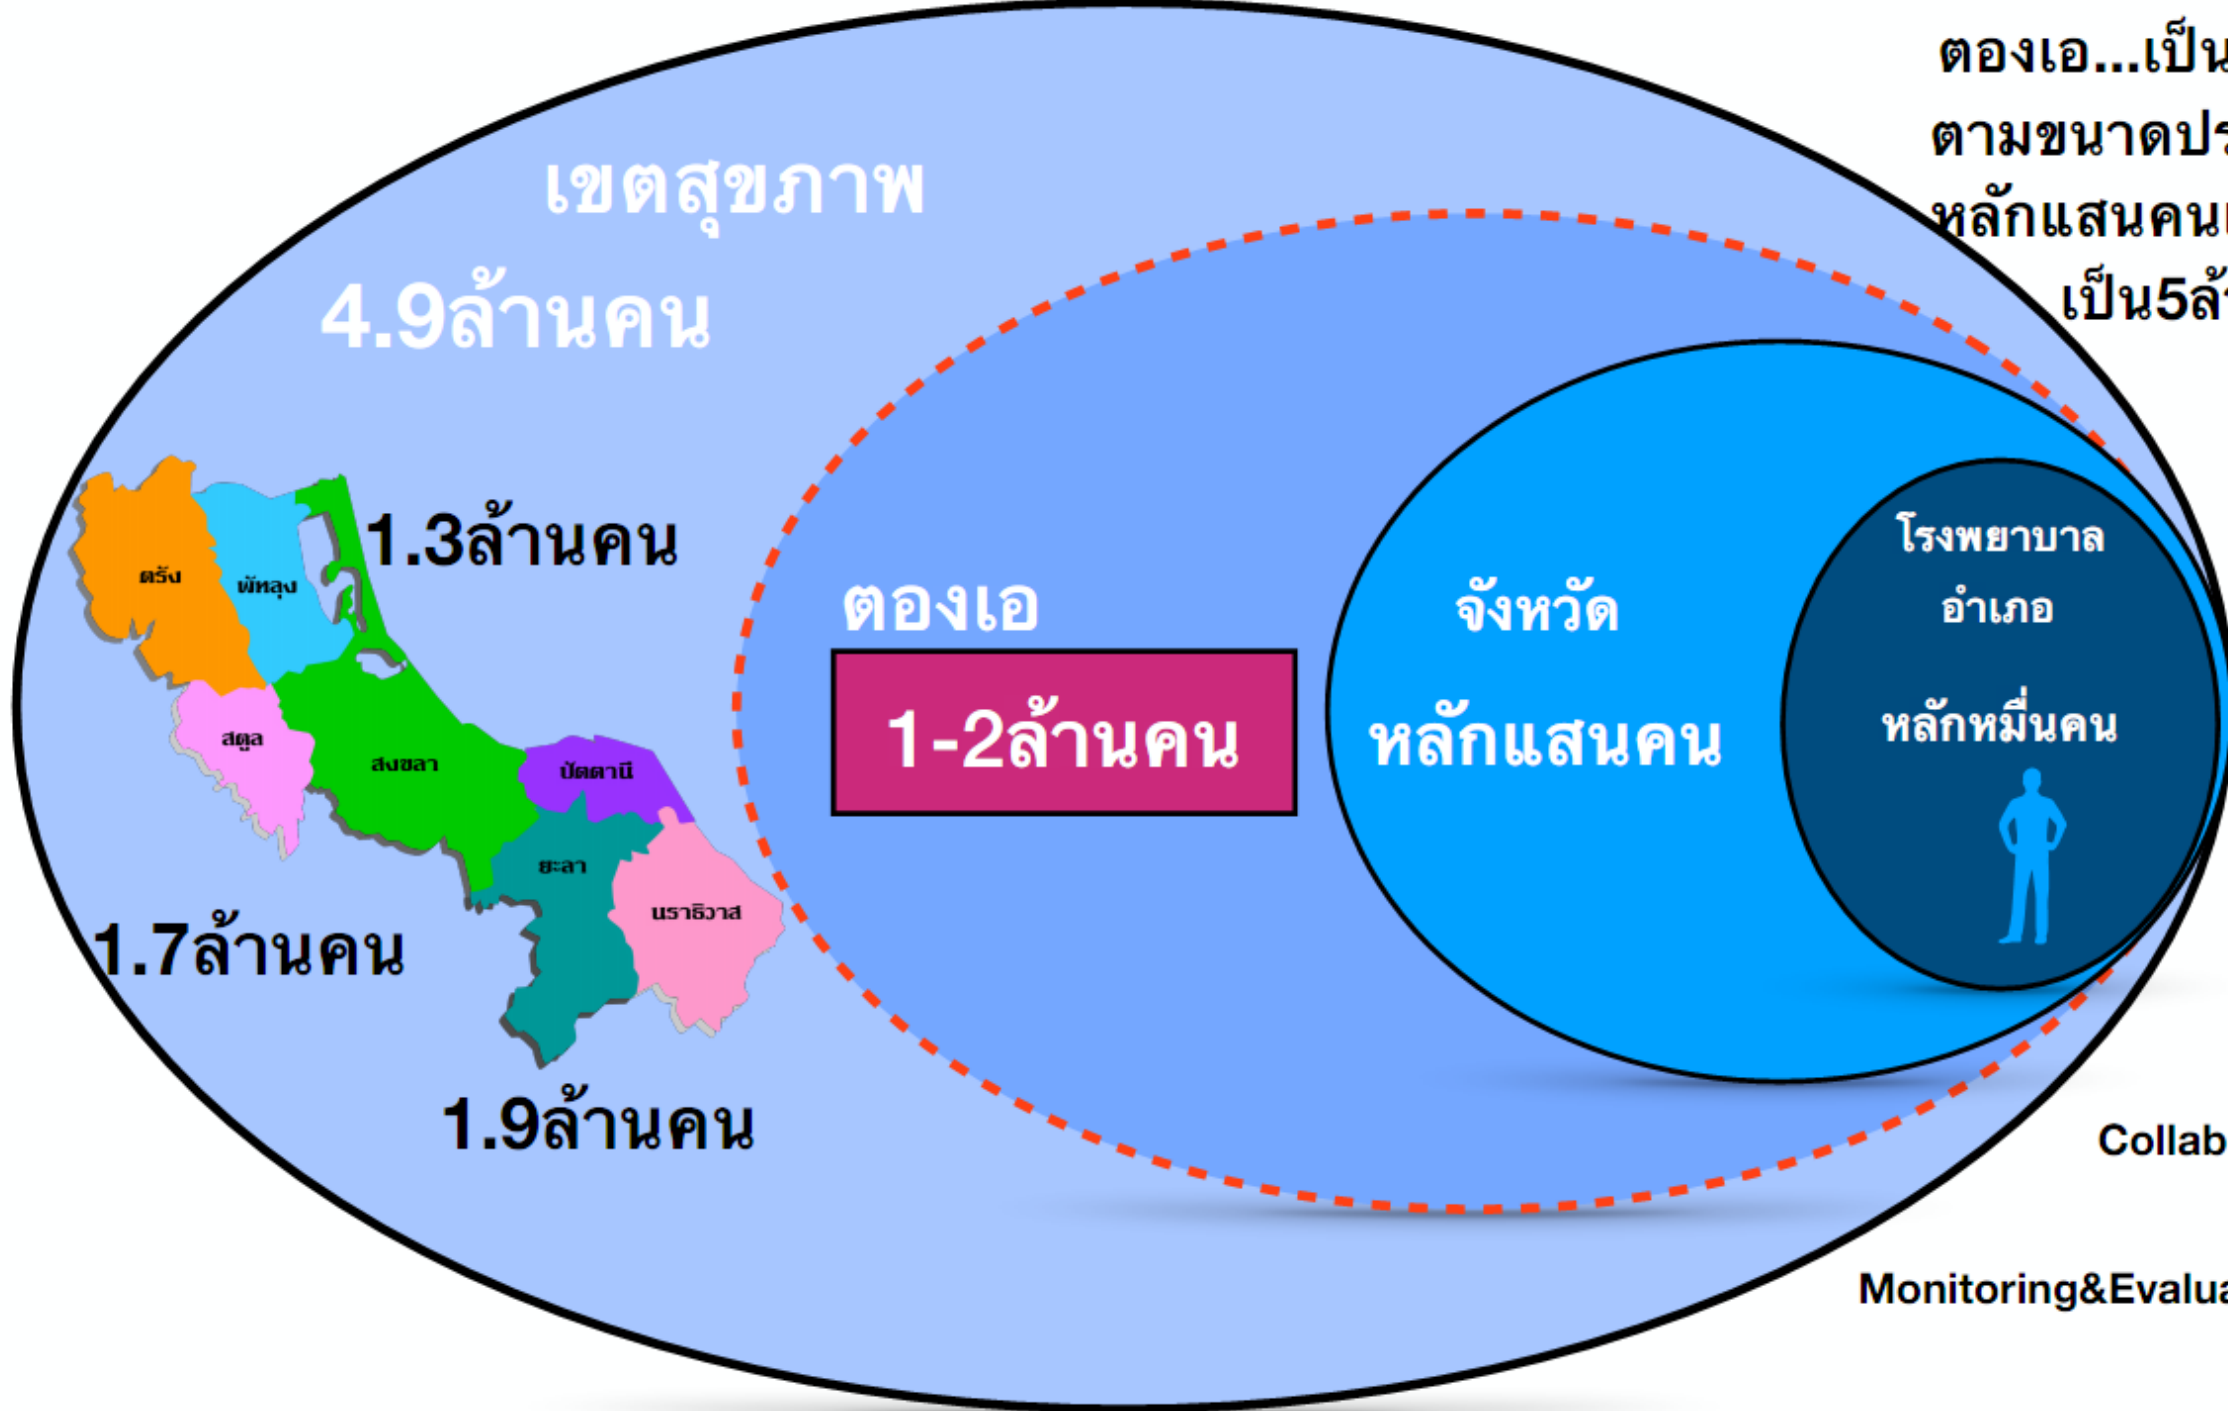 ตองเอ...เป็น
ตามขนาดปร
หลักแสนคน
เป็น5ล้า
เขตสุขภาพ
4.9ล้านคน
1.3ล้านคน
ตรัง
พัทลุง
สตูล
สงขลา
ปัตตานี
ยะลา
นราธิวาส
1.7ล้านคน
1.9ล้านคน
ตองเอ
1-2ล้านคน
จังหวัด
หลักแสนคน
โรงพยาบาล
อำเภอ
หลักหมื่นคน
Collab
Monitoring&Evalua